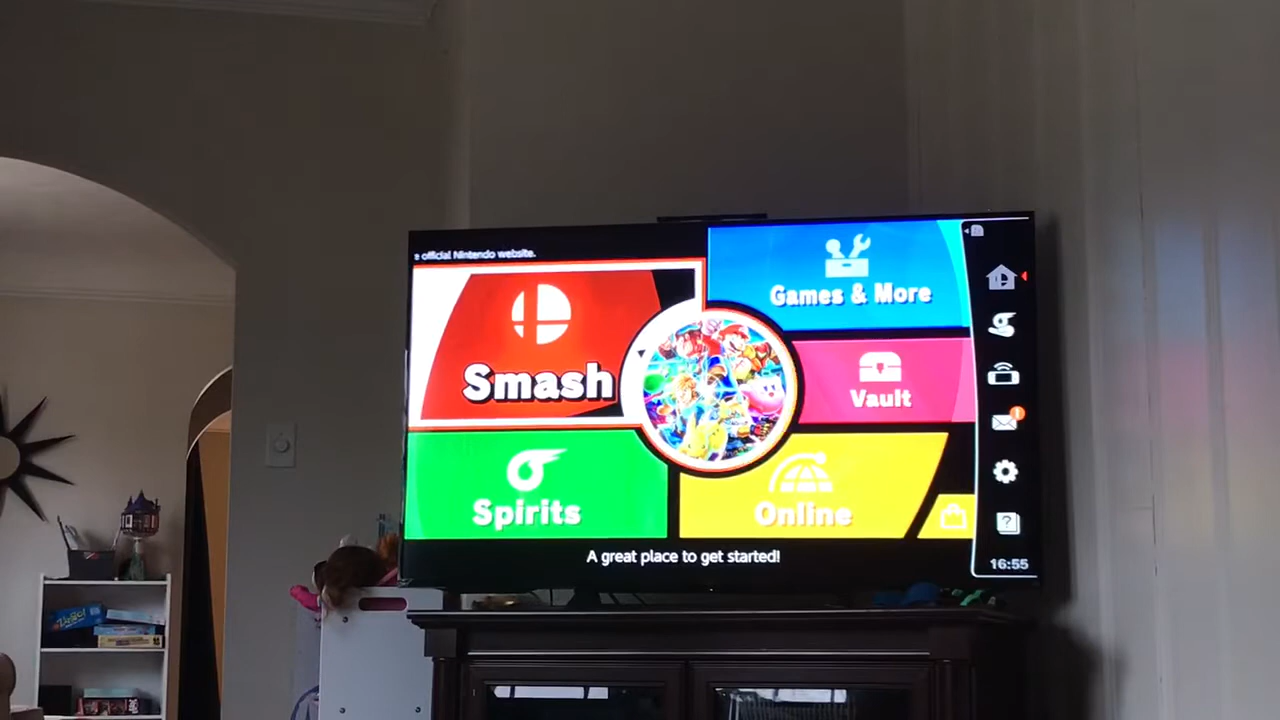 e official Nintendo website.
Games & More
Smash
Vault
Spirits
Online
A great place to get started!
16:55